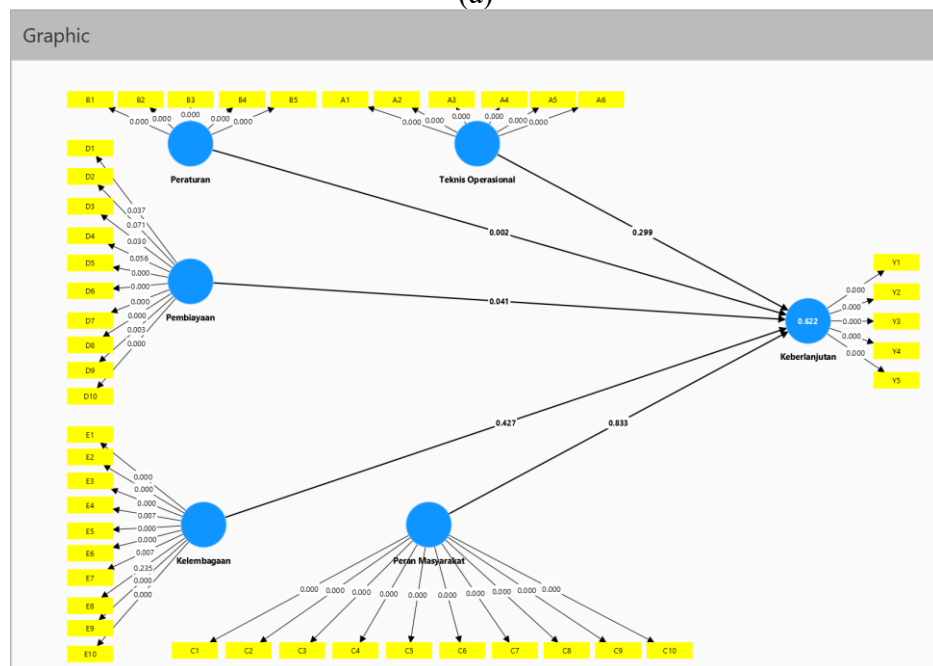 (a)
Graphic
B1 B2 B3 B4 B5 A1 A2 A3 A4 A5 A6
0.000 0.000 0.000 0.000 0.000 0.000 0.000 0.000 0.000 0.000 0.000
Peraturan
Teknis Operasional
D1
D2
D3
D4
D5
D6
D7
D8
D9
D10
0.037
0.071
0.030
0.056
0.000
0.000
0.000
0.000
0.003
0.000
Pembiayaan
0.002
0.299
0.041
0.427
0.833
0.622
Keberlanjutan
Y1
Y2
Y3
Y4
Y5
0.000
0.000
0.000
0.000
0.000
E1
E2
E3
E4
E5
E6
E7
E8
E9
E10
0.000
0.000
0.000
0.007
0.000
0.000
0.007
0.235
0.000
0.000
Kelembagaan
Peran Masyarakat
0.000 0.000 0.000 0.000 0.000 0.000 0.000 0.000 0.000 0.000
C1 C2 C3 C4 C5 C6 C7 C8 C9 C10